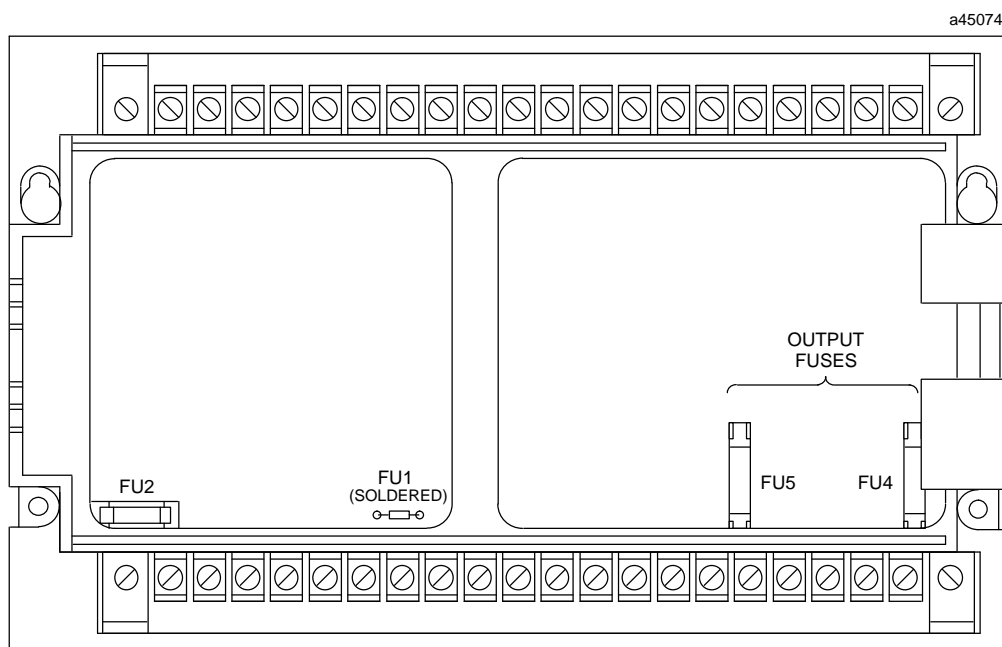 a45074
OUTPUT
FUSES
FU2
FU1
(SOLDERED)
FU5
FU4